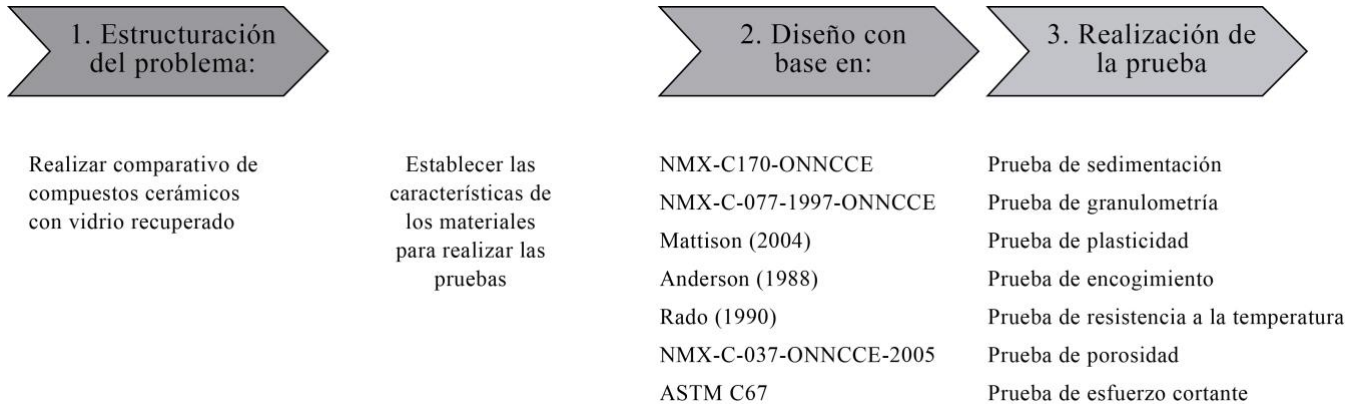 1. Estructuración
del problema:
2. Diseño con
base en:
3. Realización de
la prueba
Realizar comparativo de
compuestos cerámicos
con vidrio recuperado
Establecer las
características de
los materiales
para realizar las
pruebas
NMX-C170-ONNCCE
Prueba de sedimentación
NMX-C-077-1997-ONNCCE
Prueba de granulometría
Mattison (2004)
Prueba de plasticidad
Anderson (1988)
Prueba de encogimiento
Rado (1990)
Prueba de resistencia a la temperatura
NMX-C-037-ONNCCE-2005
Prueba de porosidad
ASTM C67
Prueba de esfuerzo cortante